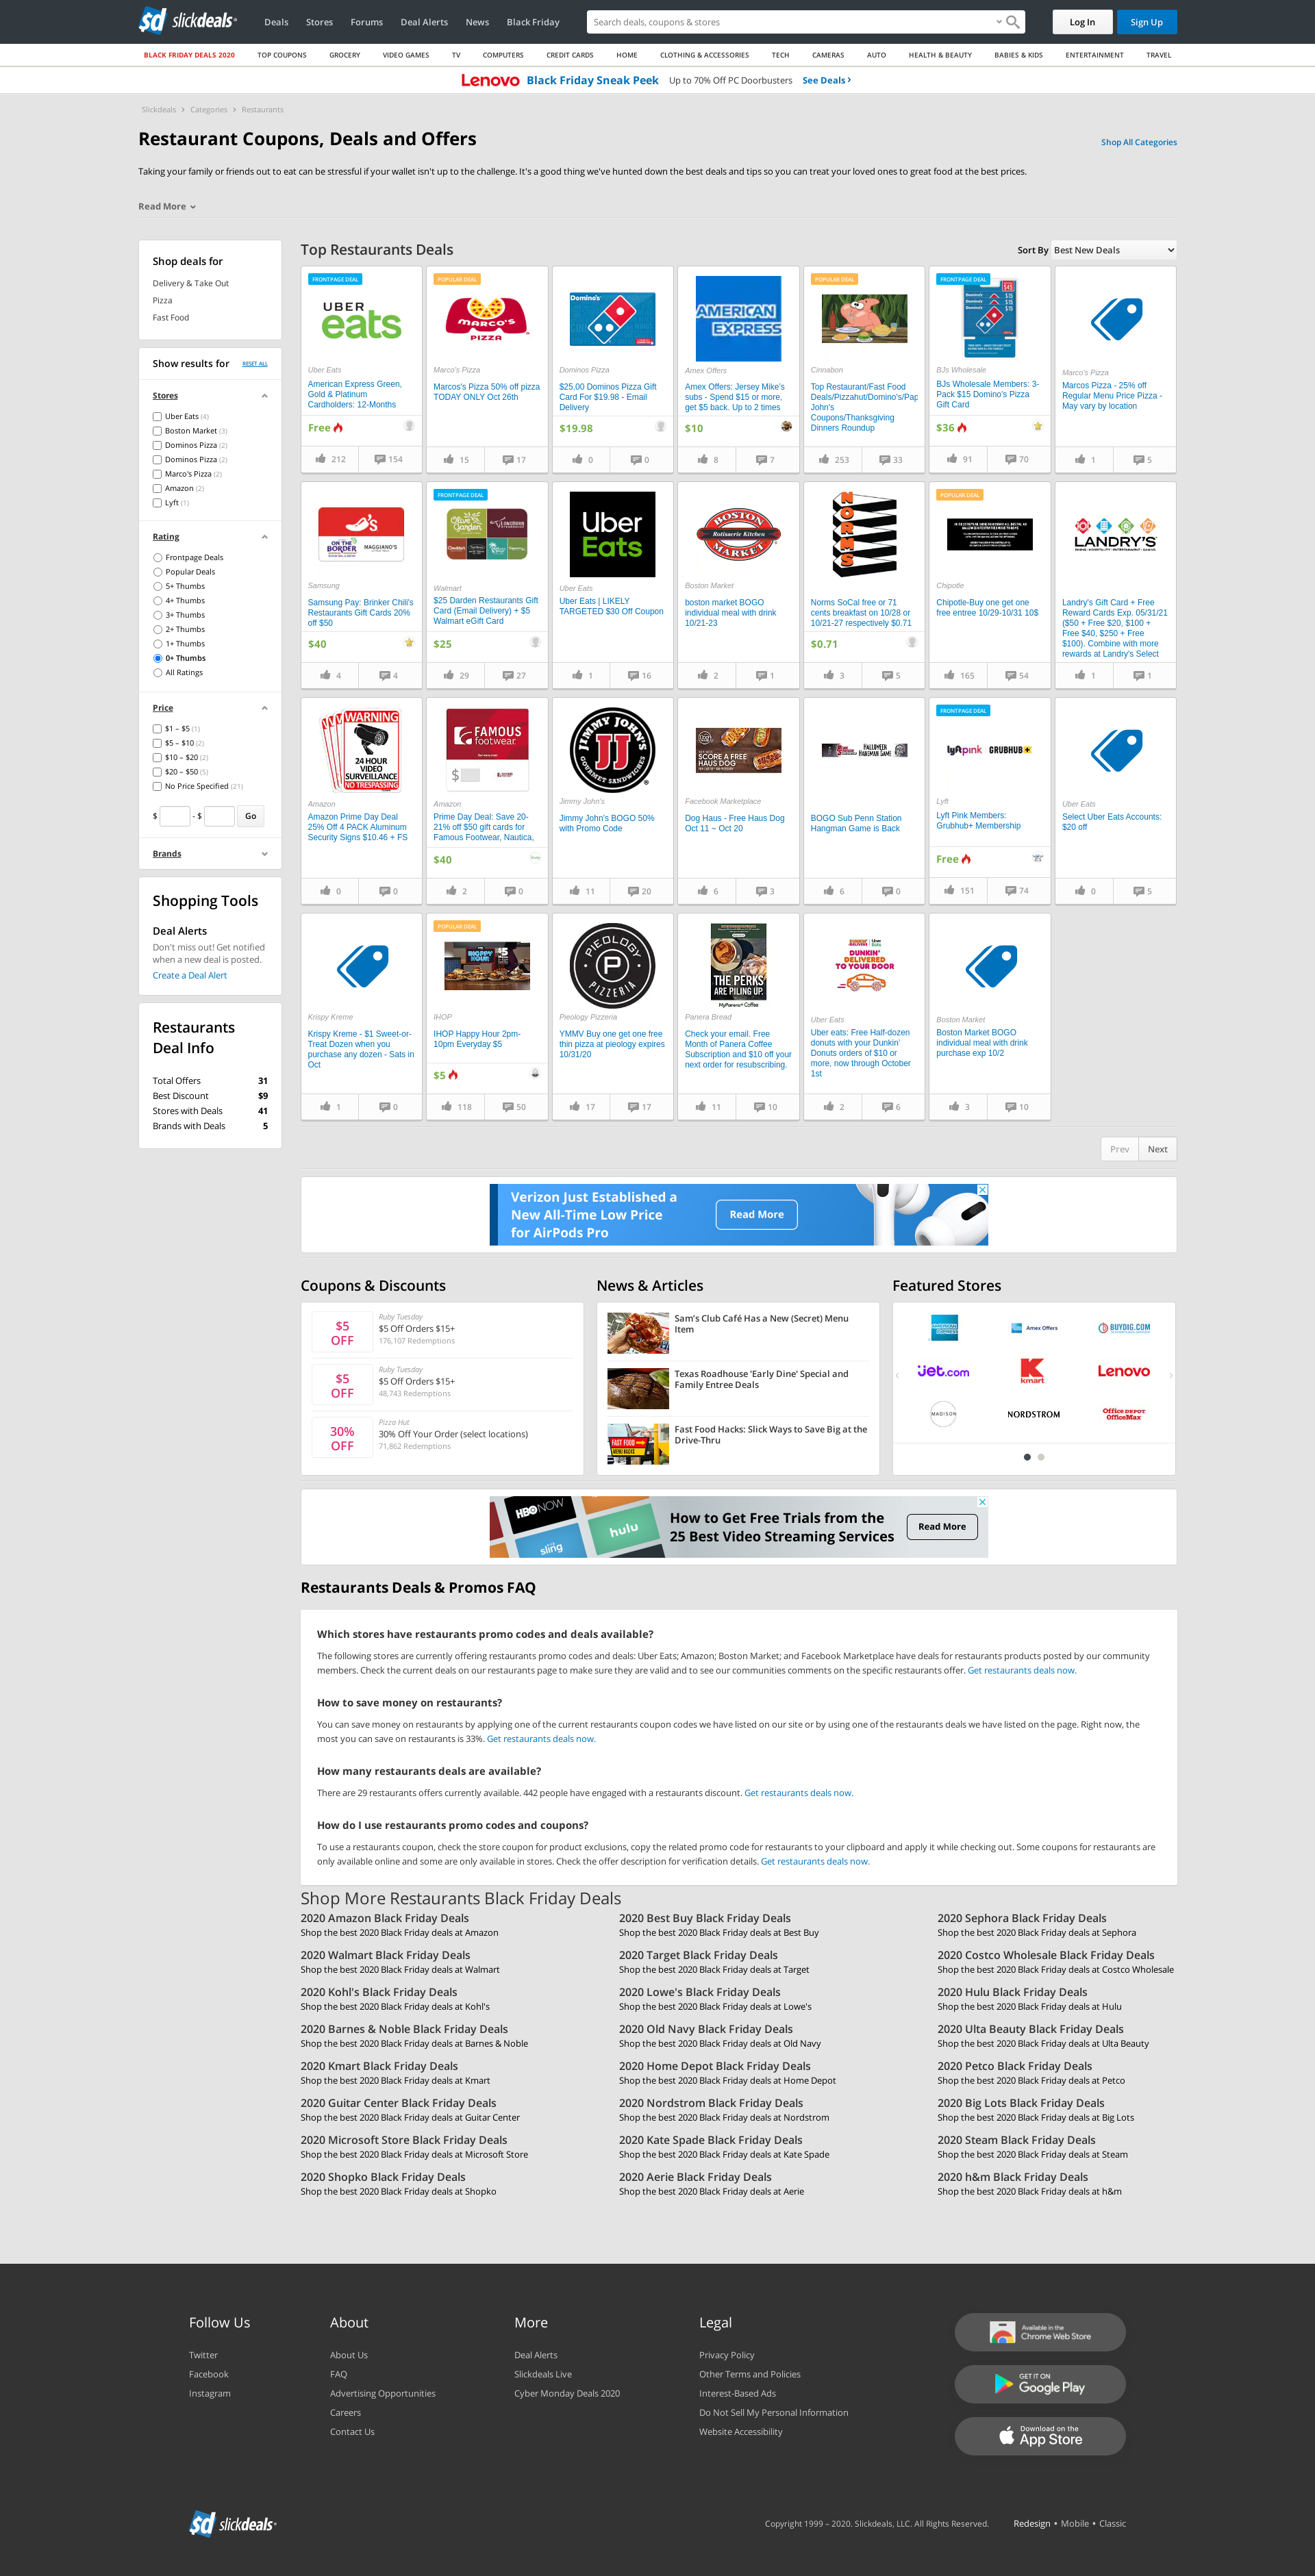 slickdeals
Deals
Stores
Forums
Deal Alerts
News
Black Friday
Search deals, coupons & stores
Log In
Sign Up
BLACK FRIDAY DEALS 2020
TOP COUPONS
GROCERY
VIDEO GAMES
TV
COMPUTERS
CREDIT CARDS
HOME
CLOTHING & ACCESSORIES
TECH
CAMERAS
AUTO
HEALTH & BEAUTY
BABIES & KIDS
ENTERTAINMENT
TRAVEL
Lenovo Black Friday Sneak Peek Up to 70% Off PC Doorbusters See Deals
Slickdeals > Categories > Restaurants
Restaurant Coupons, Deals and Offers
Shop All Categories
Taking your family or friends out to eat can be stressful if your wallet isn't up to the challenge. It's a good thing we've hunted down the best deals and tips so you can treat your loved ones to great food at the best prices.
Read More
Shop deals for
Delivery & Take Out
Pizza
Fast Food
Show results for
RESET ALL
Stores
Uber Eats (4)
Boston Market (3)
Dominos Pizza (2)
Dominos Pizza (2)
Marco's Pizza (2)
Amazon (2)
Lyft (1)
Rating
Frontpage Deals
Popular Deals
5+ Thumbs
4+ Thumbs
3+ Thumbs
2+ Thumbs
1+ Thumbs
0+ Thumbs
All Ratings
Price
$1 – $5 (1)
$5 – $10 (2)
$10 – $20 (2)
$20 – $50 (5)
No Price Specified (21)
$ - $ Go
Brands
Shopping Tools
Deal Alerts
Don't miss out! Get notified
when a new deal is posted.
Create a Deal Alert
Restaurants
Deal Info
Total Offers 31
Best Discount $9
Stores with Deals 41
Brands with Deals 5
Top Restaurants Deals
Sort By Best New Deals
FRONTPAGE DEAL
UBER
eats
Uber Eats
American Express Green,
Gold & Platinum
Cardholders: 12-Months
Free
212 154
POPULAR DEAL
MARCO'S
PIZZA
Marco's Pizza
Marcos's Pizza 50% off pizza
TODAY ONLY Oct 26th
15 17
Domino's
Dominos Pizza
$25.00 Dominos Pizza Gift
Card For $19.98 - Email
Delivery
$19.98
0 0
AMERICAN
EXPRESS
Amex Offers
Amex Offers: Jersey Mike's
subs - Spend $15 or more,
get $5 back. Up to 2 times
$10
8 7
POPULAR DEAL
Cinnabon
Top Restaurant/Fast Food
Deals/Pizzahut/Domino's/Pap
John's
Coupons/Thanksgiving
Dinners Roundup
253 33
FRONTPAGE DEAL
$45
$15
$15
$15
BJs Wholesale
BJs Wholesale Members: 3-
Pack $15 Domino's Pizza
Gift Card
$36
91 70
Marco's Pizza
Marcos Pizza - 25% off
Regular Menu Price Pizza -
May vary by location
1 5
chili's
ON THE
BORDER
MAGGIANO'S
Samsung
Samsung Pay: Brinker Chili's
Restaurants Gift Cards 20%
off $50
$40
4 4
FRONTPAGE DEAL
Olive Garden
LONGHORN
Walmart
$25 Darden Restaurants Gift
Card (Email Delivery) + $5
Walmart eGift Card
$25
29 27
Uber
Eats
Uber Eats
Uber Eats | LIKELY
TARGETED $30 Off Coupon
1 16
BOSTON
Rotisserie Kitchen
MARKET
Boston Market
boston market BOGO
individual meal with drink
10/21-23
2 1
NORMS
Norms SoCal free or 71
cents breakfast on 10/28 or
10/21-27 respectively $0.71
$0.71
3 5
POPULAR DEAL
Chipotle
Chipotle-Buy one get one
free entree 10/29-10/31 10$
165 54
LANDRY'S
Landry's Gift Card + Free
Reward Cards Exp. 05/31/21
($50 + Free $20, $100 +
Free $40, $250 + Free
$100). Combine with more
rewards at Landry's Select
1 1
WARNING
24 HOUR
VIDEO
SURVEILLANCE
NO TRESPASSING
Amazon
Amazon Prime Day Deal
25% Off 4 PACK Aluminum
Security Signs $10.46 + FS
0 0
FAMOUS
footwear
$
Amazon
Prime Day Deal: Save 20-
21% off $50 gift cards for
Famous Footwear, Nautica,
$40
2 0
JIMMY JOHN'S
JJ
GOURMET SANDWICHES
Jimmy John's
Jimmy John's BOGO 50%
with Promo Code
11 20
SCORE A FREE
HAUS DOG
Facebook Marketplace
Dog Haus - Free Haus Dog
Oct 11 ~ Oct 20
6 3
HALLOWEEN
HANGMAN GAME
BOGO Sub Penn Station
Hangman Game is Back
6 0
FRONTPAGE DEAL
lyft pink GRUBHUB+
Lyft
Lyft Pink Members:
Grubhub+ Membership
Free
151 74
Uber Eats
Select Uber Eats Accounts:
$20 off
0 5
Krispy Kreme
Krispy Kreme - $1 Sweet-or-
Treat Dozen when you
purchase any dozen - Sats in
Oct
1 0
POPULAR DEAL
HAPPY
HOUR
$5
IHOP
IHOP Happy Hour 2pm-
10pm Everyday $5
$5
118 50
PIEOLOGY
P
PIZZERIA
Pieology Pizzeria
YMMV Buy one get one free
thin pizza at pieology expires
10/31/20
17 17
THE PERKS
ARE PILING UP.
MyPanera+ Coffee
Panera Bread
Check your email. Free
Month of Panera Coffee
Subscription and $10 off your
next order for resubscribing.
11 10
DUNKIN' Uber
DELIVERS Eats
DUNKIN'
DELIVERED
TO YOUR DOOR
Uber Eats
Uber eats: Free Half-dozen
donuts with your Dunkin'
Donuts orders of $10 or
more, now through October
1st
2 6
Boston Market
Boston Market BOGO
individual meal with drink
purchase exp 10/2
3 10
Prev Next
Verizon Just Established a
New All-Time Low Price
for AirPods Pro
Read More
Coupons & Discounts
$5
OFF
Ruby Tuesday
$5 Off Orders $15+
176,107 Redemptions
$5
OFF
Ruby Tuesday
$5 Off Orders $15+
48,743 Redemptions
30%
OFF
Pizza Hut
30% Off Your Order (select locations)
71,862 Redemptions
News & Articles
Sam's Club Café Has a New (Secret) Menu
Item
Texas Roadhouse 'Early Dine' Special and
Family Entree Deals
FAST FOOD
MENU HACKS
Fast Food Hacks: Slick Ways to Save Big at the
Drive-Thru
Featured Stores
AMERICAN EXPRESS
Amex Offers
BUYDIG.COM
jet.com
kmart
Lenovo
MADISON
NORDSTROM
Office DEPOT
OfficeMax
HBO NOW
hulu
sling
How to Get Free Trials from the
25 Best Video Streaming Services
Read More
Restaurants Deals & Promos FAQ
Which stores have restaurants promo codes and deals available?
The following stores are currently offering restaurants promo codes and deals: Uber Eats; Amazon; Boston Market; and Facebook Marketplace have deals for restaurants products posted by our community
members. Check the current deals on our restaurants page to make sure they are valid and to see our communities comments on the specific restaurants offer. Get restaurants deals now.
How to save money on restaurants?
You can save money on restaurants by applying one of the current restaurants coupon codes we have listed on our site or by using one of the restaurants deals we have listed on the page. Right now, the
most you can save on restaurants is 33%. Get restaurants deals now.
How many restaurants deals are available?
There are 29 restaurants offers currently available. 442 people have engaged with a restaurants discount. Get restaurants deals now.
How do I use restaurants promo codes and coupons?
To use a restaurants coupon, check the store coupon for product exclusions, copy the related promo code for restaurants to your clipboard and apply it while checking out. Some coupons for restaurants are
only available online and some are only available in stores. Check the offer description for verification details. Get restaurants deals now.
Shop More Restaurants Black Friday Deals
2020 Amazon Black Friday Deals
Shop the best 2020 Black Friday deals at Amazon
2020 Best Buy Black Friday Deals
Shop the best 2020 Black Friday deals at Best Buy
2020 Sephora Black Friday Deals
Shop the best 2020 Black Friday deals at Sephora
2020 Walmart Black Friday Deals
Shop the best 2020 Black Friday deals at Walmart
2020 Target Black Friday Deals
Shop the best 2020 Black Friday deals at Target
2020 Costco Wholesale Black Friday Deals
Shop the best 2020 Black Friday deals at Costco Wholesale
2020 Kohl's Black Friday Deals
Shop the best 2020 Black Friday deals at Kohl's
2020 Lowe's Black Friday Deals
Shop the best 2020 Black Friday deals at Lowe's
2020 Hulu Black Friday Deals
Shop the best 2020 Black Friday deals at Hulu
2020 Barnes & Noble Black Friday Deals
Shop the best 2020 Black Friday deals at Barnes & Noble
2020 Old Navy Black Friday Deals
Shop the best 2020 Black Friday deals at Old Navy
2020 Ulta Beauty Black Friday Deals
Shop the best 2020 Black Friday deals at Ulta Beauty
2020 Kmart Black Friday Deals
Shop the best 2020 Black Friday deals at Kmart
2020 Home Depot Black Friday Deals
Shop the best 2020 Black Friday deals at Home Depot
2020 Petco Black Friday Deals
Shop the best 2020 Black Friday deals at Petco
2020 Guitar Center Black Friday Deals
Shop the best 2020 Black Friday deals at Guitar Center
2020 Nordstrom Black Friday Deals
Shop the best 2020 Black Friday deals at Nordstrom
2020 Big Lots Black Friday Deals
Shop the best 2020 Black Friday deals at Big Lots
2020 Microsoft Store Black Friday Deals
Shop the best 2020 Black Friday deals at Microsoft Store
2020 Kate Spade Black Friday Deals
Shop the best 2020 Black Friday deals at Kate Spade
2020 Steam Black Friday Deals
Shop the best 2020 Black Friday deals at Steam
2020 Shopko Black Friday Deals
Shop the best 2020 Black Friday deals at Shopko
2020 Aerie Black Friday Deals
Shop the best 2020 Black Friday deals at Aerie
2020 h&m Black Friday Deals
Shop the best 2020 Black Friday deals at h&m
Follow Us
Twitter
Facebook
Instagram
About
About Us
FAQ
Advertising Opportunities
Careers
Contact Us
More
Deal Alerts
Slickdeals Live
Cyber Monday Deals 2020
Legal
Privacy Policy
Other Terms and Policies
Interest-Based Ads
Do Not Sell My Personal Information
Website Accessibility
Available in the
Chrome Web Store
GET IT ON
Google Play
Download on the
App Store
slickdeals
Copyright 1999 – 2020. Slickdeals, LLC. All Rights Reserved.
Redesign • Mobile • Classic